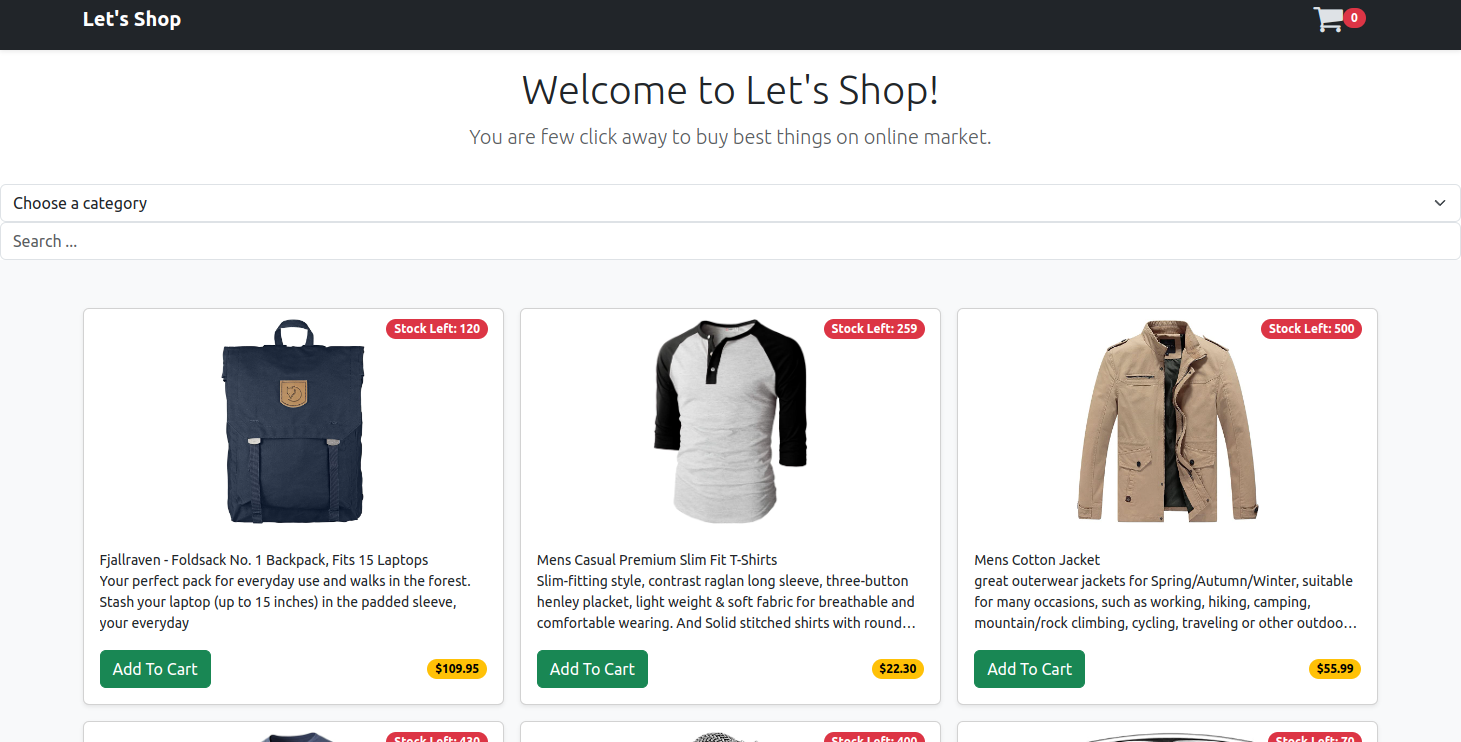 Let's Shop
0
Welcome to Let's Shop!
You are few click away to buy best things on online market.
Choose a category
Search ...
Stock Left: 120
Fjallraven - Foldsack No. 1 Backpack, Fits 15 Laptops
Your perfect pack for everyday use and walks in the forest.
Stash your laptop (up to 15 inches) in the padded sleeve,
your everyday
Add To Cart
$109.95
Stock Left: 259
Mens Casual Premium Slim Fit T-Shirts
Slim-fitting style, contrast raglan long sleeve, three-button
henley placket, light weight & soft fabric for breathable and
comfortable wearing. And Solid stitched shirts with round…
Add To Cart
$22.30
Stock Left: 500
Mens Cotton Jacket
great outerwear jackets for Spring/Autumn/Winter, suitable
for many occasions, such as working, hiking, camping,
mountain/rock climbing, cycling, traveling or other outdoo…
Add To Cart
$55.99
Stock Left: 430
Stock Left: 400
Stock Left: 70